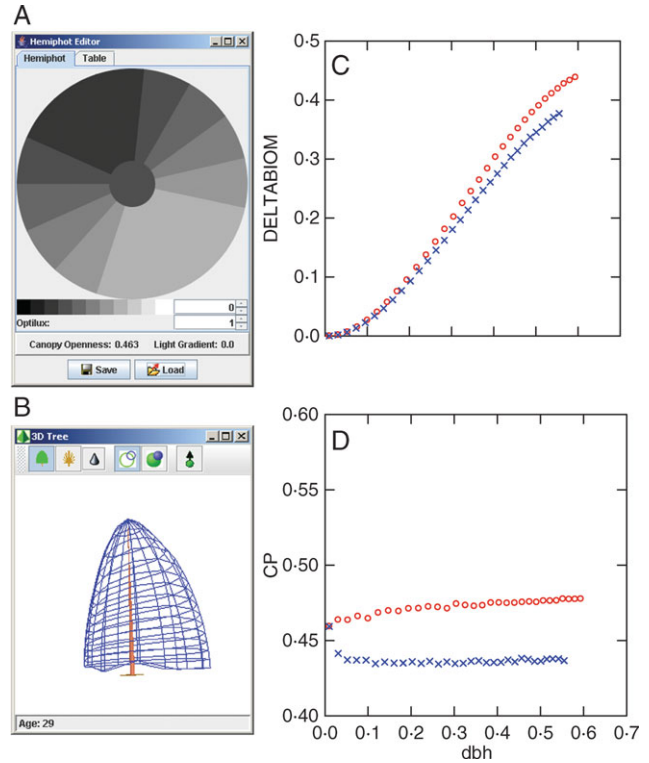 A
Hemiphot Editor
Hemiphot Table
0
Optilux: 1
Canopy Openness: 0.463 Light Gradient: 0.0
Save Load
B
3D Tree
Age: 29
C
DELTABIOM
0·5
0·4
0·3
0·2
0·1
0·0
D
CP
0·60
0·55
0·50
0·45
0·40
0·0 0·1 0·2 0·3 0·4 0·5 0·6 0·7
dbh